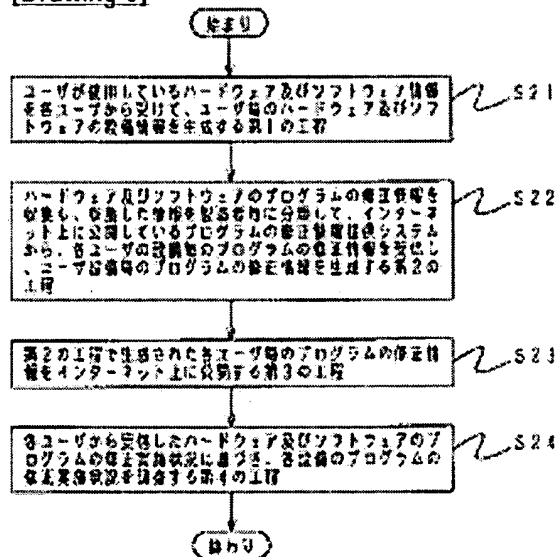 始まり
ユーザが使用しているハードウェア及びソフトウェア情報
を各ユーザから受けて、ユーザ毎のハードウェア及びソフ
トウェアの設備情報を生成する第1の工程
S21
ハードウェア及びソフトウェアのプログラムの修正情報を
収集し、収集した情報を製造者毎に分類して、インターネ
ット上に公開しているプログラムの修正情報提供システム
から、各ユーザの設備毎のプログラムの修正情報を受信し
、ユーザ設備毎のプログラムの修正情報を生成する第2の
工程
S22
第2の工程で生成された各ユーザ毎のプログラムの修正情
報をインターネット上に公開する第3の工程
S23
各ユーザから受信したハードウェア及びソフトウェアのプ
ログラムの修正実施状況に基づき、各設備のプログラムの
修正実施状況を調査する第4の工程
S24
終わり